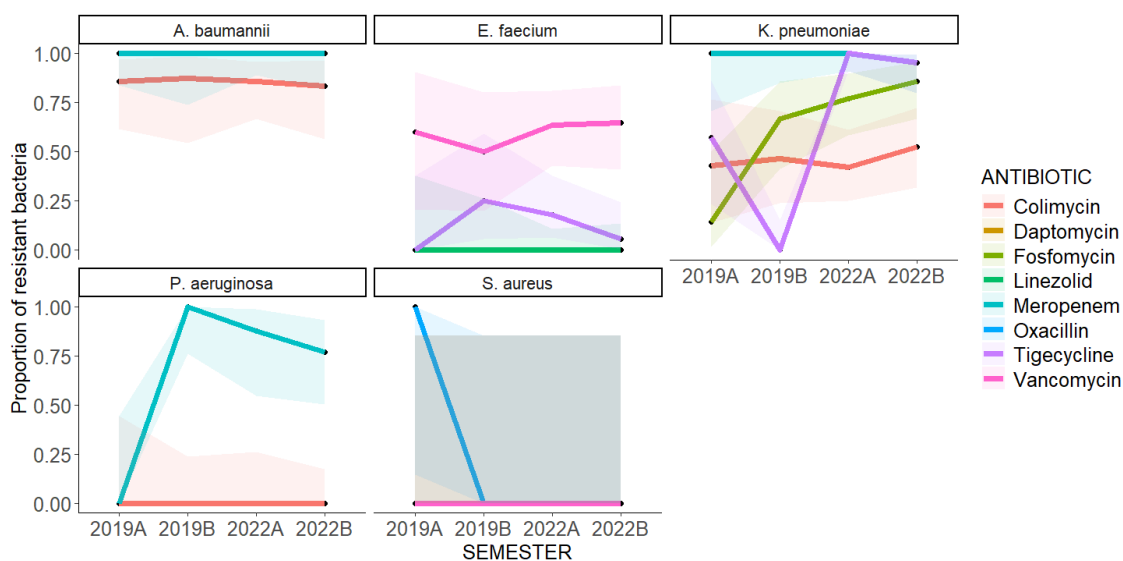 A. baumannii
E. faecium
K. pneumoniae
1.00
0.75
0.50
0.25
0.00
2019A 2019B 2022A 2022B
P. aeruginosa
S. aureus
1.00
0.75
0.50
0.25
0.00
2019A 2019B 2022A 2022B
2019A 2019B 2022A 2022B
SEMESTER
Proportion of resistant bacteria
ANTIBIOTIC
Colimycin
Daptomycin
Fosfomycin
Linezolid
Meropenem
Oxacillin
Tigecycline
Vancomycin